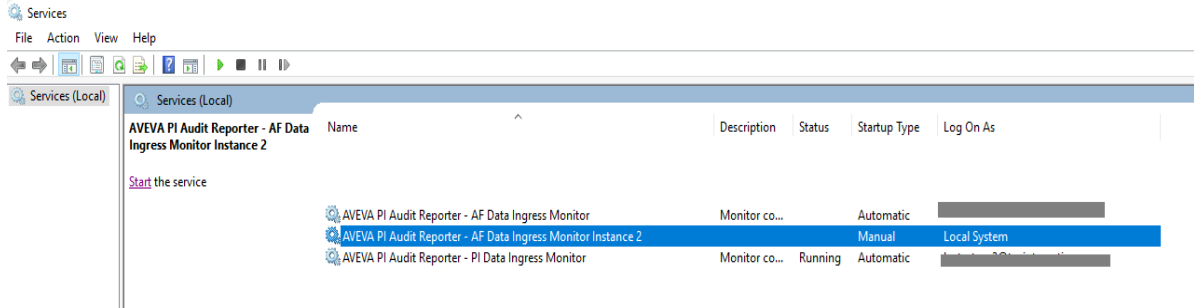 Services
File Action View Help
Services (Local)
Services (Local)
AVEVA PI Audit Reporter - AF Data
Ingress Monitor Instance 2
Start the service
Name Description Status Startup Type Log On As
AVEVA PI Audit Reporter - AF Data Ingress Monitor Monitor co... Automatic
AVEVA PI Audit Reporter - AF Data Ingress Monitor Instance 2 Manual Local System
AVEVA PI Audit Reporter - PI Data Ingress Monitor Monitor co... Running Automatic